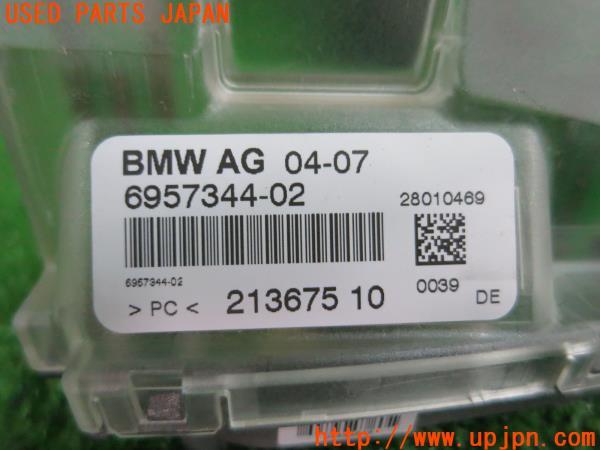 USED PARTS JAPAN
BMW AG 04-07
6957344-02
28010469
6957344-02
0039
> PC < 213675 10
DE
www.upjpn.com